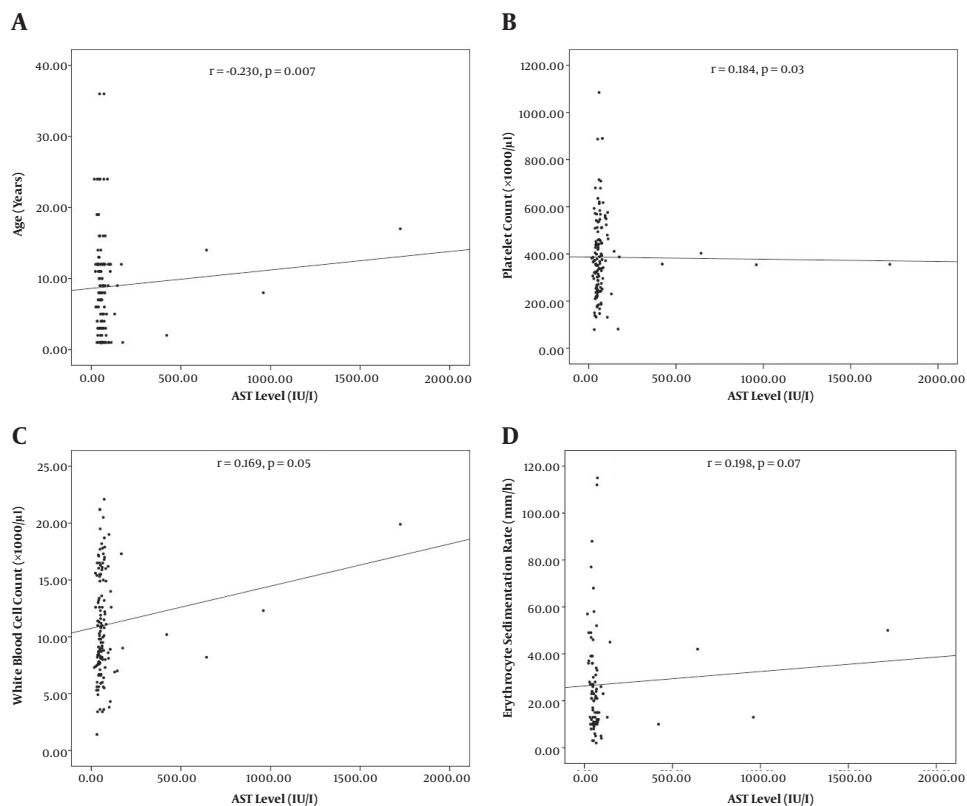 A
r = -0.230, p = 0.007
40.00
30.00
20.00
10.00
0.00
Age (Years)
0.00 500.00 1000.00 1500.00 2000.00
AST Level (IU/I)
B
r = 0.184, p = 0.03
1200.00
1000.00
800.00
600.00
400.00
200.00
00.00
Platelet Count (×1000/µl)
0.00 500.00 1000.00 1500.00 2000.00
AST Level (IU/I)
C
r = 0.169, p = 0.05
25.00
20.00
15.00
10.00
5.00
00.00
White Blood Cell Count (×1000/µl)
0.00 500.00 1000.00 1500.00 2000.00
AST Level (IU/I)
D
r = 0.198, p = 0.07
120.00
100.00
80.00
60.00
40.00
20.00
00.00
Erythrocyte Sedimentation Rate (mm/h)
0.00 500.00 1000.00 1500.00 2000.00
AST Level (IU/I)